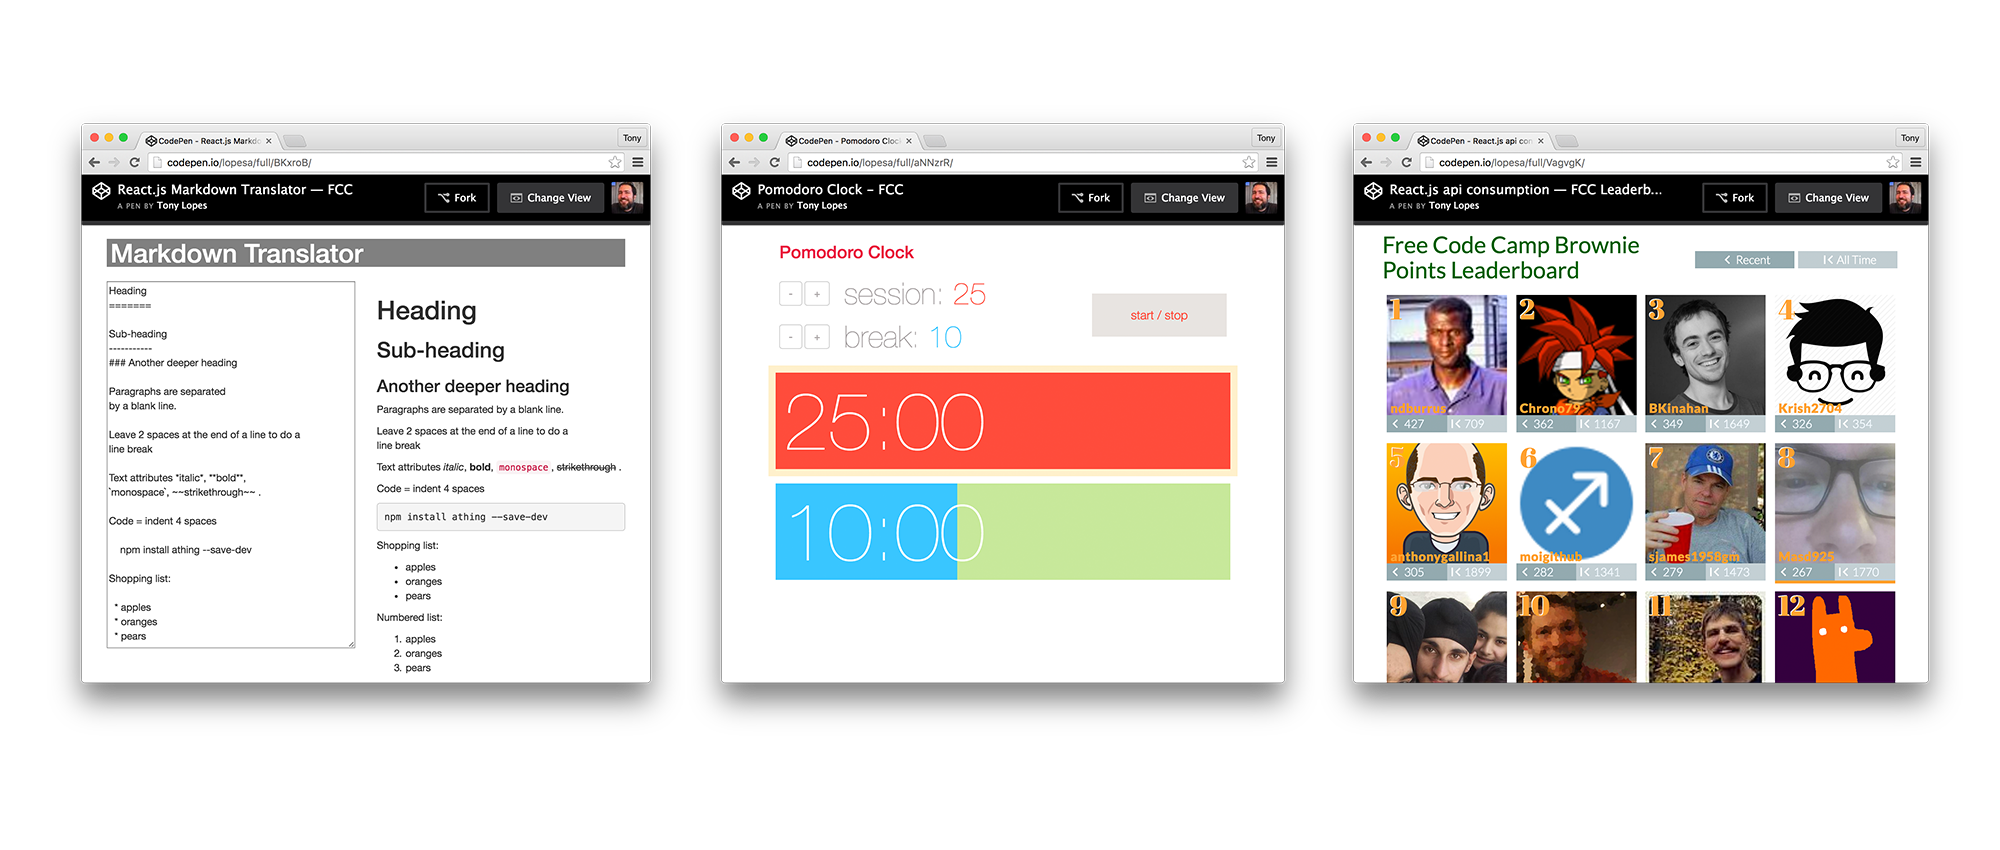 CodePen - React.js Markd
Tony
codepen.io/lopesa/full/BKxroB/
React.js Markdown Translator — FCC
A PEN BY Tony Lopes
Fork
Change View
Markdown Translator
Heading
=======
Sub-heading
-----------
### Another deeper heading
Paragraphs are separated
by a blank line.
Leave 2 spaces at the end of a line to do a
line break
Text attributes *italic*, **bold**,
`monospace`, ~~strikethrough~~ .
Code = indent 4 spaces
npm install athing --save-dev
Shopping list:
* apples
* oranges
* pears
Heading
Sub-heading
Another deeper heading
Paragraphs are separated by a blank line.
Leave 2 spaces at the end of a line to do a
line break
Text attributes italic, bold, monospace , strikethrough .
Code = indent 4 spaces
npm install athing --save-dev
Shopping list:
• apples
• oranges
• pears
Numbered list:
1. apples
2. oranges
3. pears
CodePen - Pomodoro Cloc
Tony
codepen.io/lopesa/full/aNNzrR/
Pomodoro Clock - FCC
A PEN BY Tony Lopes
Fork
Change View
Pomodoro Clock
- + session: 25
- + break: 10
start / stop
25:00
10:00
CodePen - React.js api con
Tony
codepen.io/lopesa/full/VagvgK/
React.js api consumption — FCC Leaderb...
A PEN BY Tony Lopes
Fork
Change View
Free Code Camp Brownie
Points Leaderboard
Recent
All Time
1 2 3 4
ndburrus Chrono79 BKinahan Krish2704
427 709 362 1167 349 1649 326 354
5 6 7 8
anthonygallina1 moigithub sjames1958gm Masd925
305 1899 282 1341 279 1473 267 1770
9 10 11 12